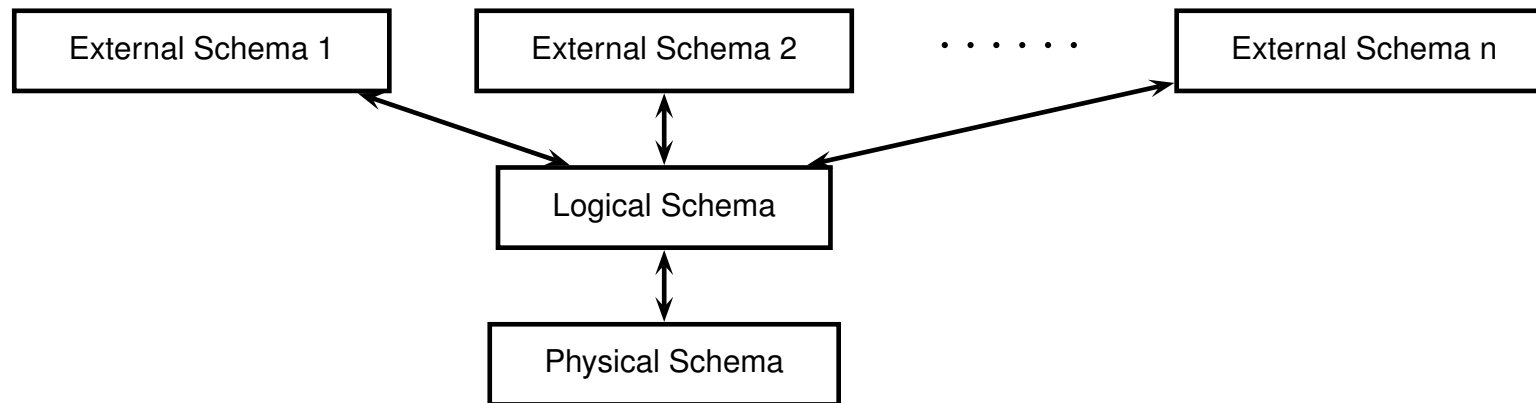 External Schema 1
External Schema 2
......
External Schema n
Logical Schema
Physical Schema